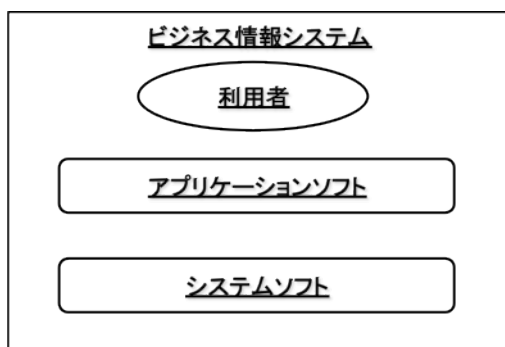 ビジネス情報システム
利用者
アプリケーションソフト
システムソフト